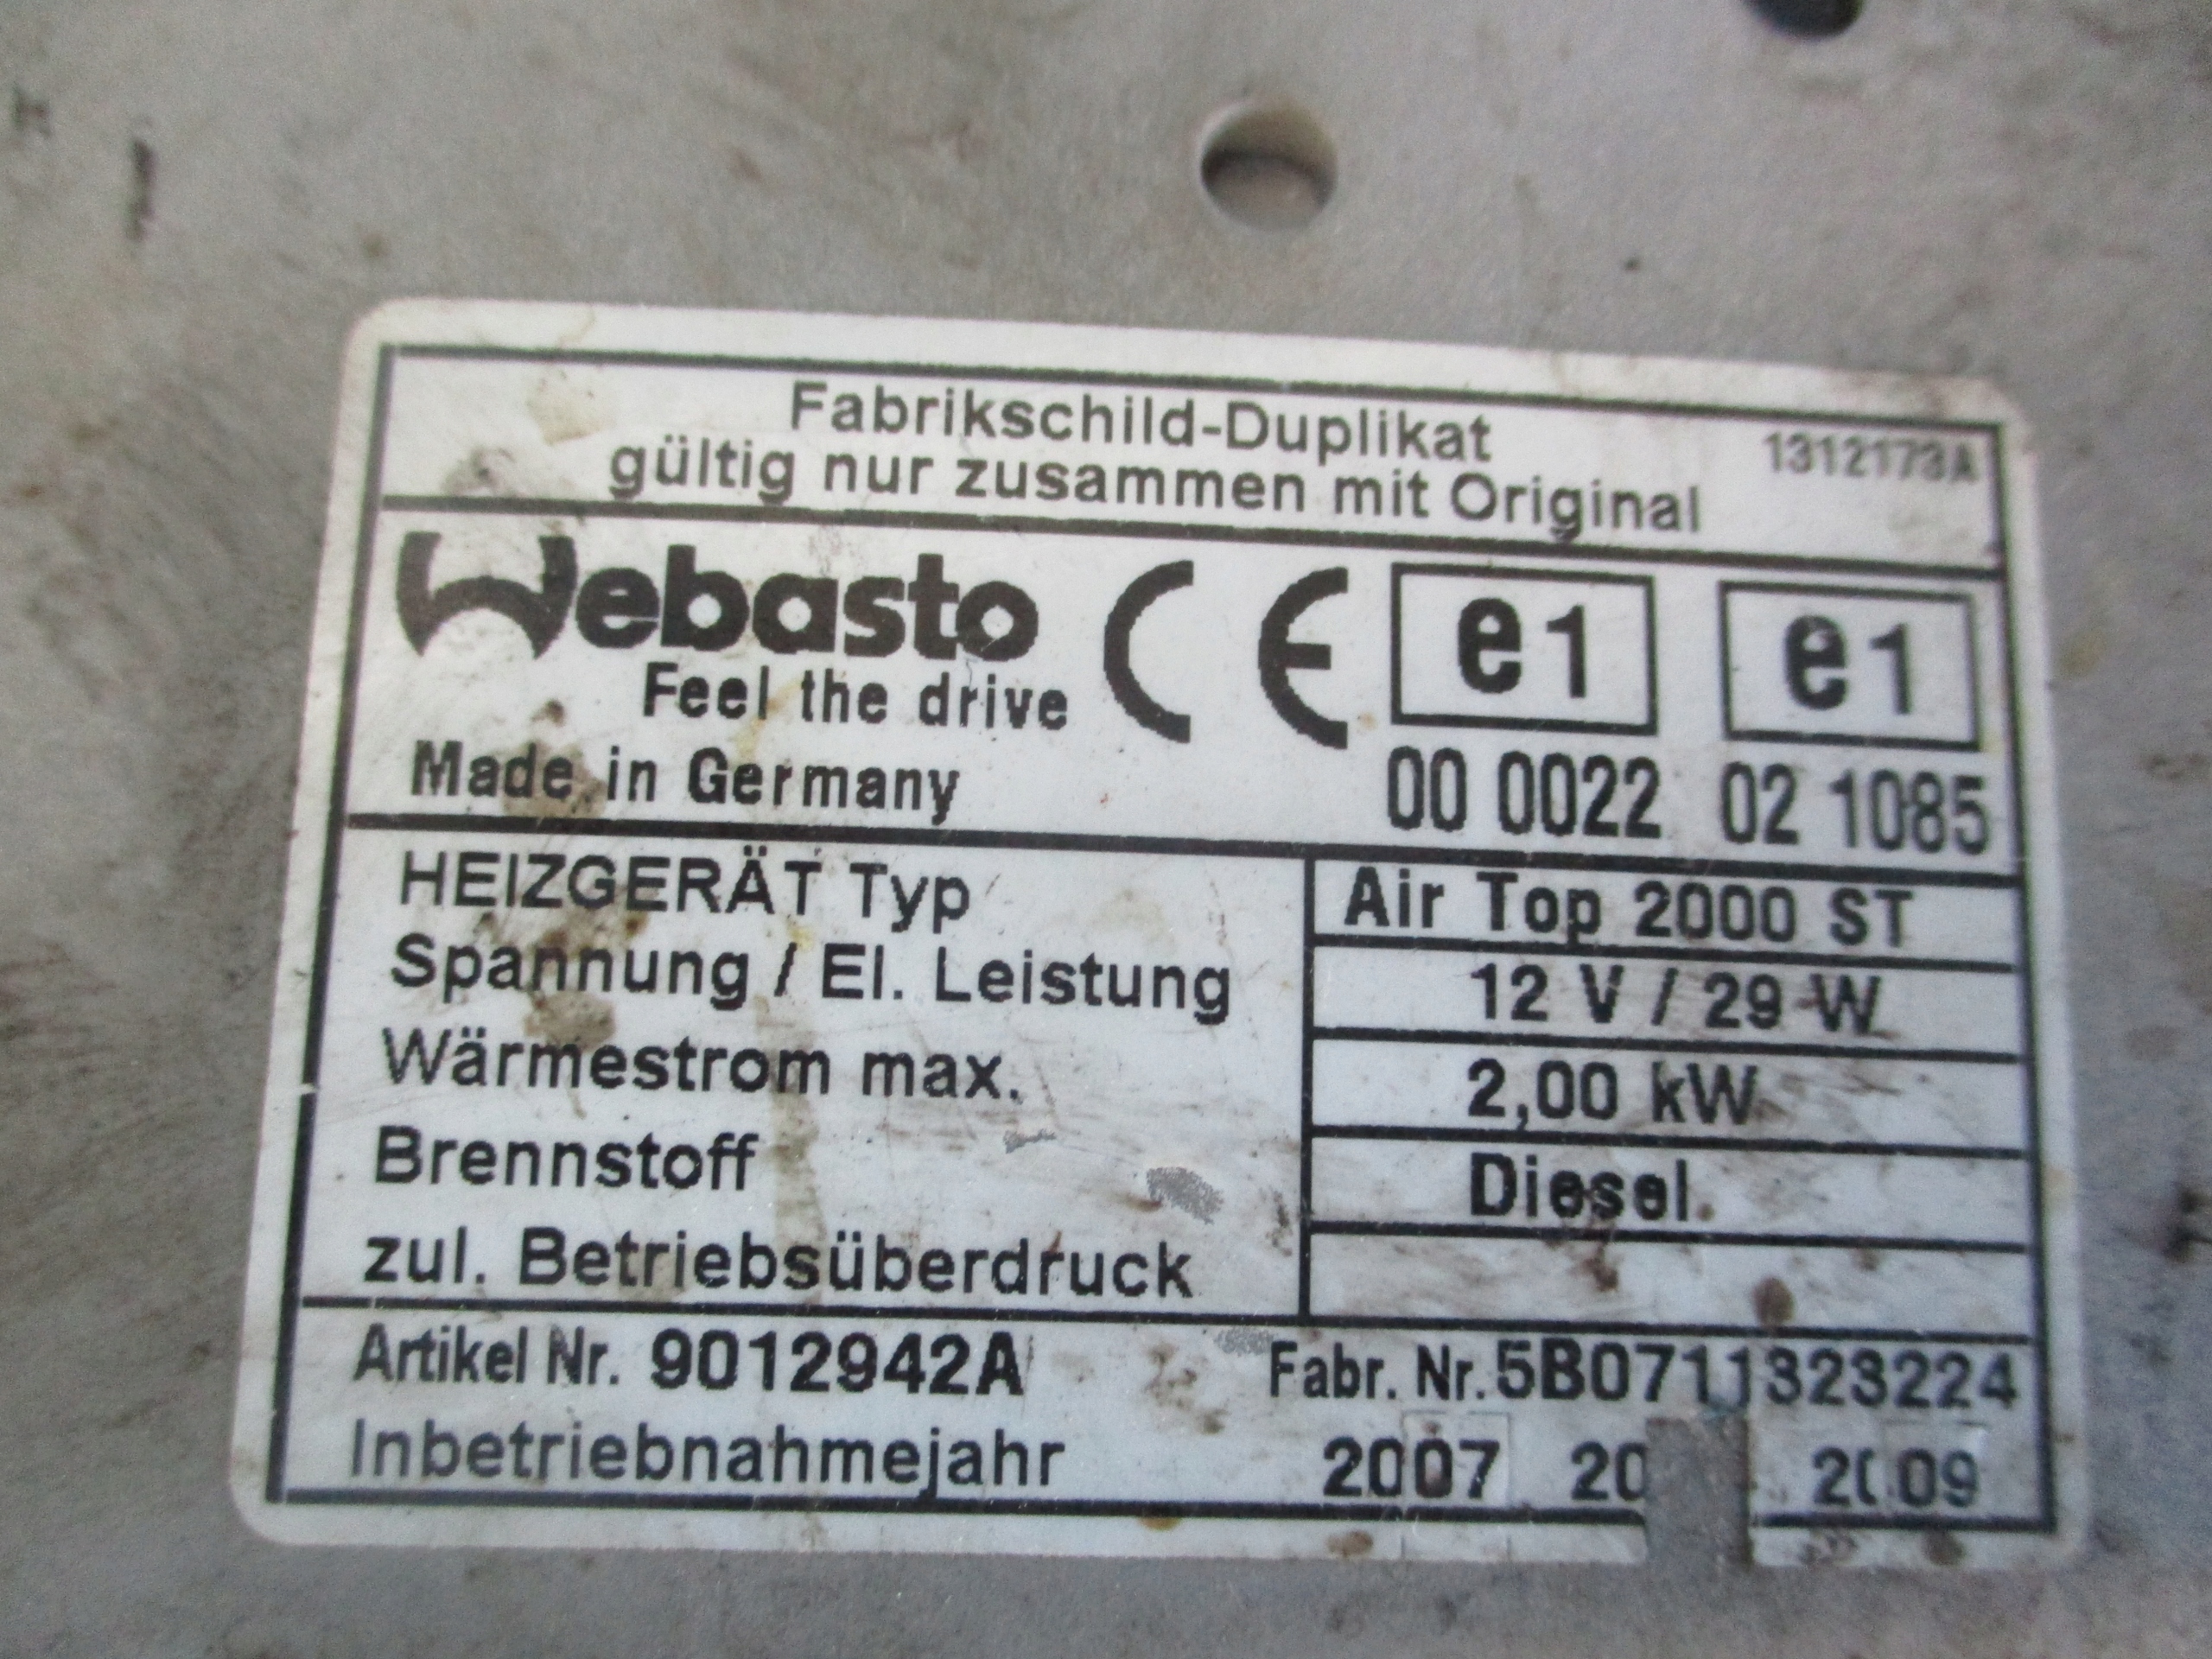 Fabrikschild-Duplikat 1312173A
gültig nur zusammen mit Original
Webasto CE e1 e1
Feel the drive
Made in Germany 00 0022 02 1085
HEIZGERÄT Typ Air Top 2000 ST
Spannung / El. Leistung 12 V / 29 W
Wärmestrom max. 2,00 kW
Brennstoff Diesel
zul. Betriebsüberdruck
Artikel Nr. 9012942A Fabr. Nr. 5B0711323224
Inbetriebnahmejahr 2007 20 2009